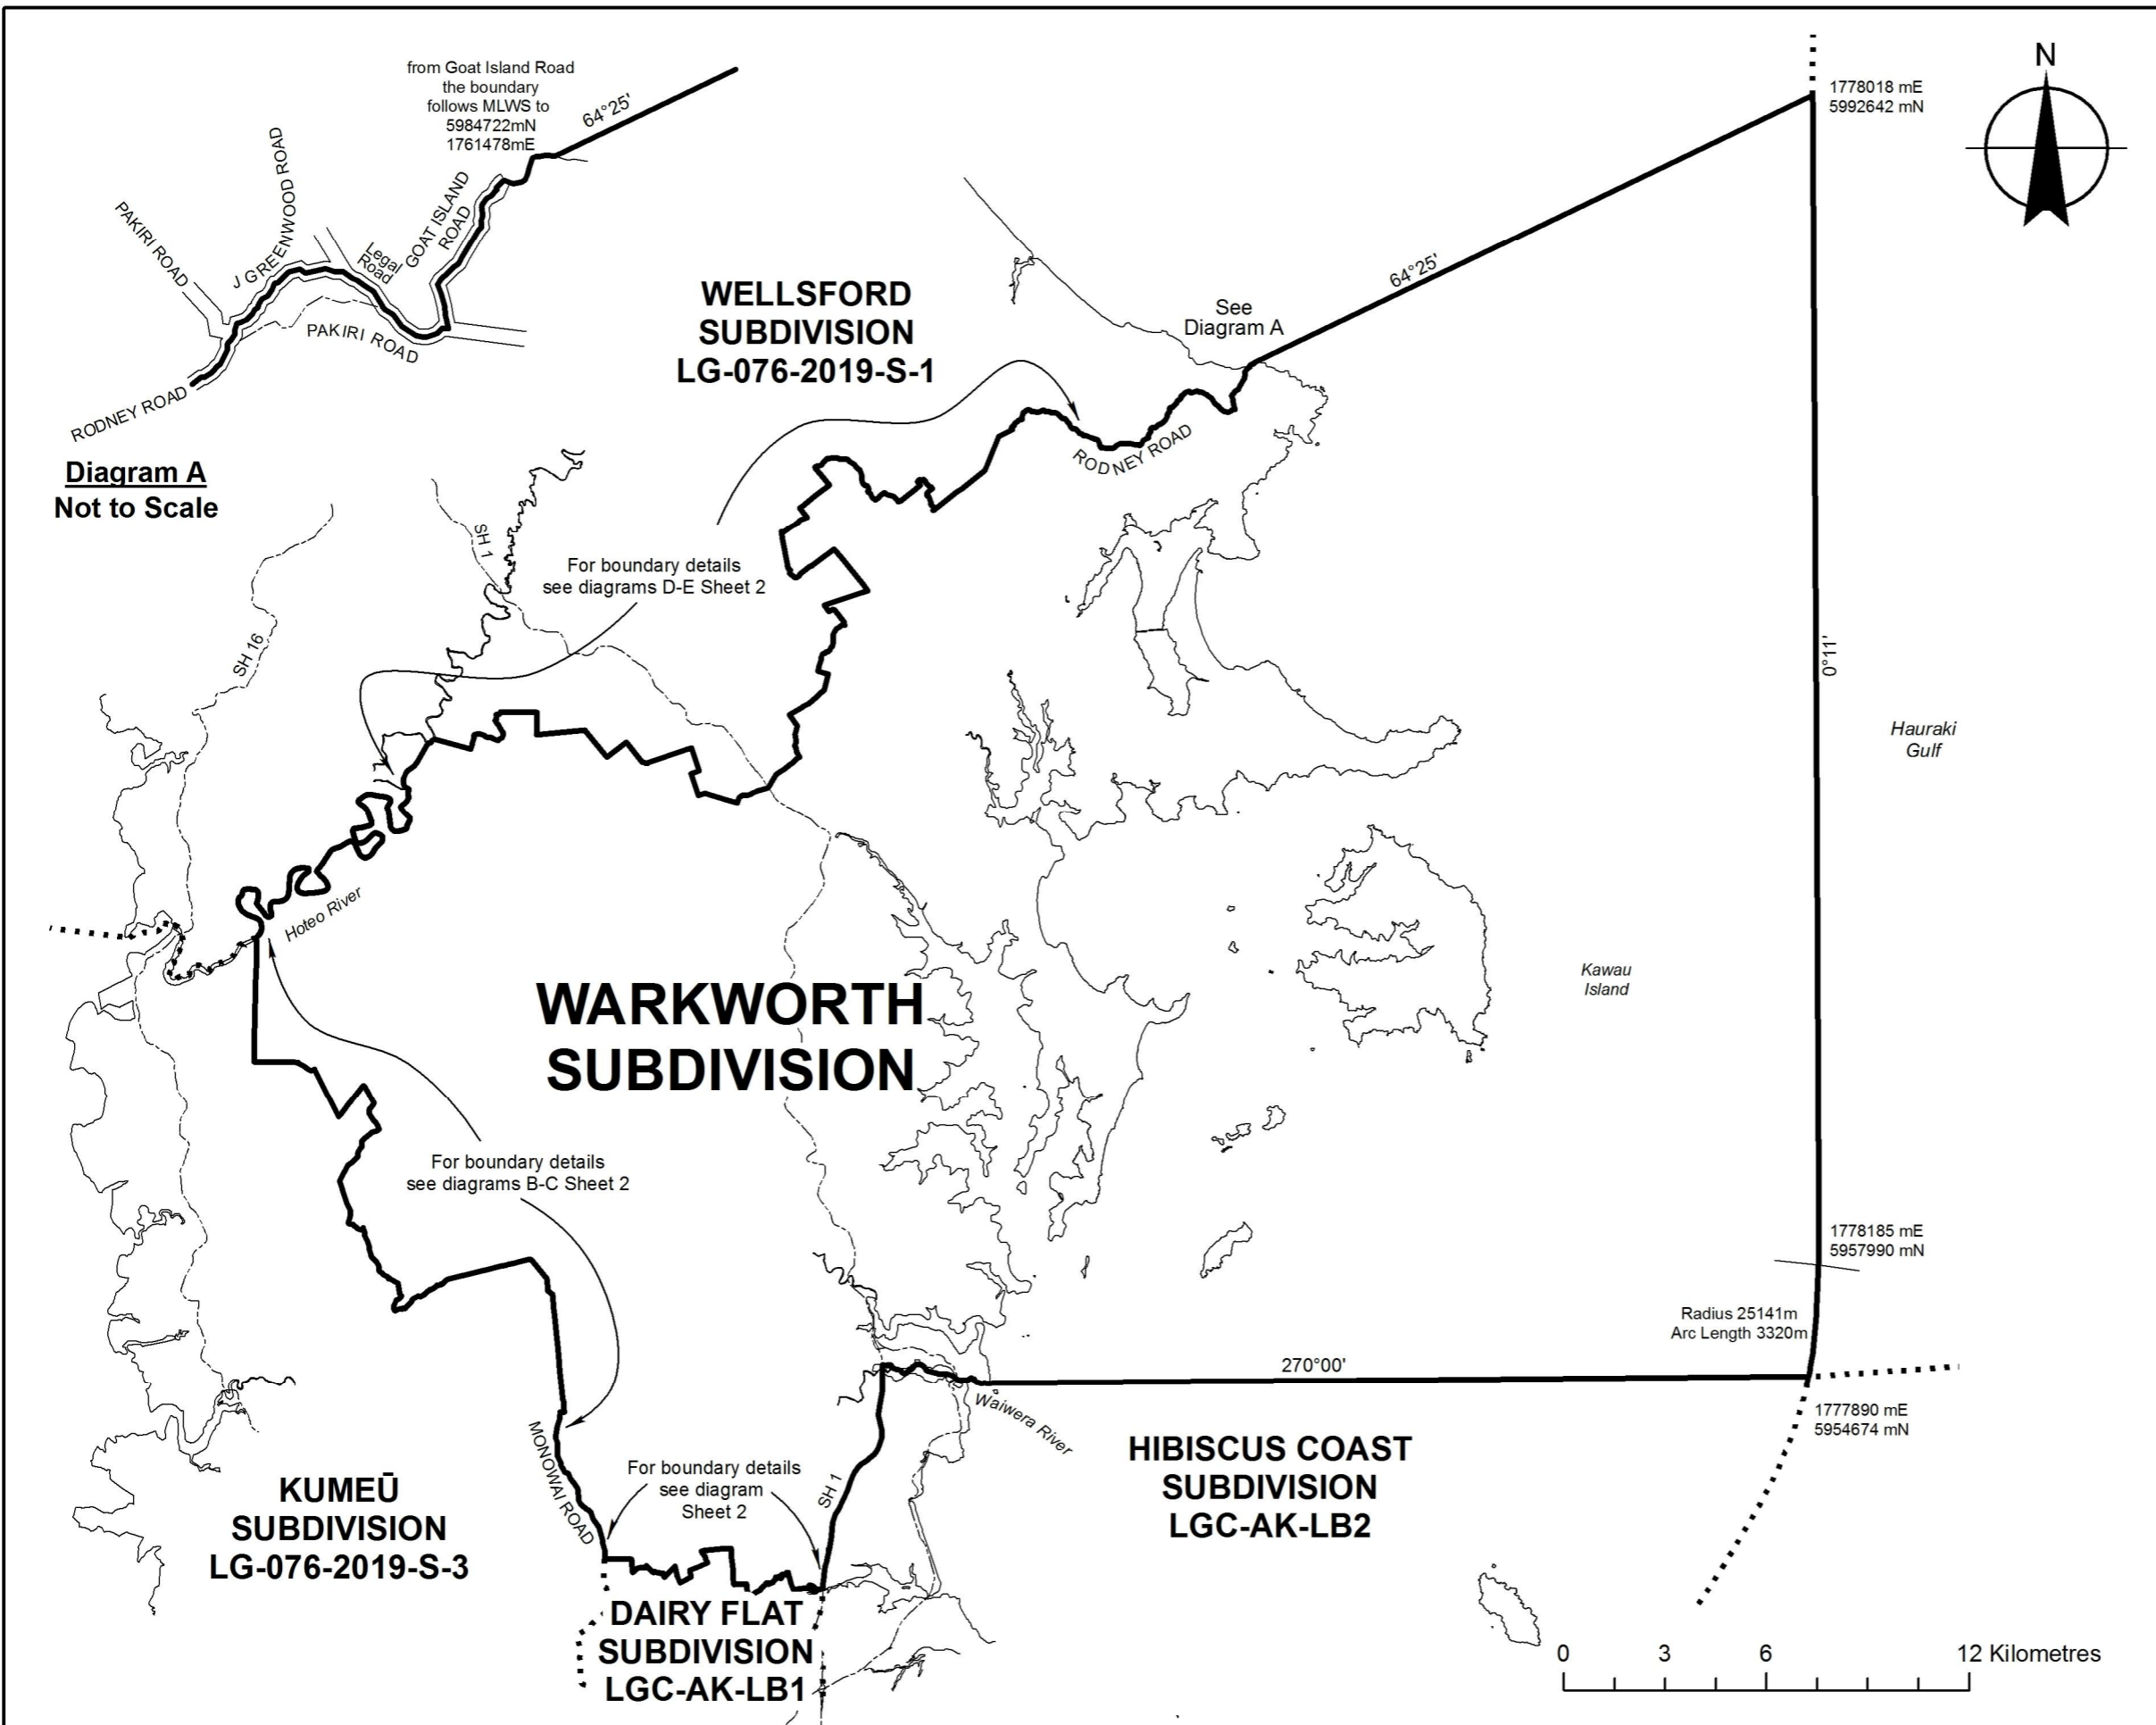 from Goat Island Road
the boundary
follows MLWS to
5984722mN
1761478mE
64°25'
J GREENWOOD ROAD
PAKIRI ROAD
Legal
Road
GOAT ISLAND
ROAD
PAKIRI ROAD
RODNEY ROAD
Diagram A
Not to Scale
N
1778018 mE
5992642 mN
64°25'
See
Diagram A
WELLSFORD
SUBDIVISION
LG-076-2019-S-1
RODNEY ROAD
SH 1
For boundary details
see diagrams D-E Sheet 2
SH 16
0°11'
Hauraki
Gulf
Hoteo River
Kawau
Island
WARKWORTH
SUBDIVISION
For boundary details
see diagrams B-C Sheet 2
1778185 mE
5957990 mN
Radius 25141m
Arc Length 3320m
270°00'
Waiwera River
1777890 mE
5954674 mN
MONOWAI ROAD
For boundary details
see diagram
Sheet 2
SH 1
HIBISCUS COAST
SUBDIVISION
LGC-AK-LB2
KUMEŪ
SUBDIVISION
LG-076-2019-S-3
DAIRY FLAT
SUBDIVISION
LGC-AK-LB1
0 3 6 12 Kilometres